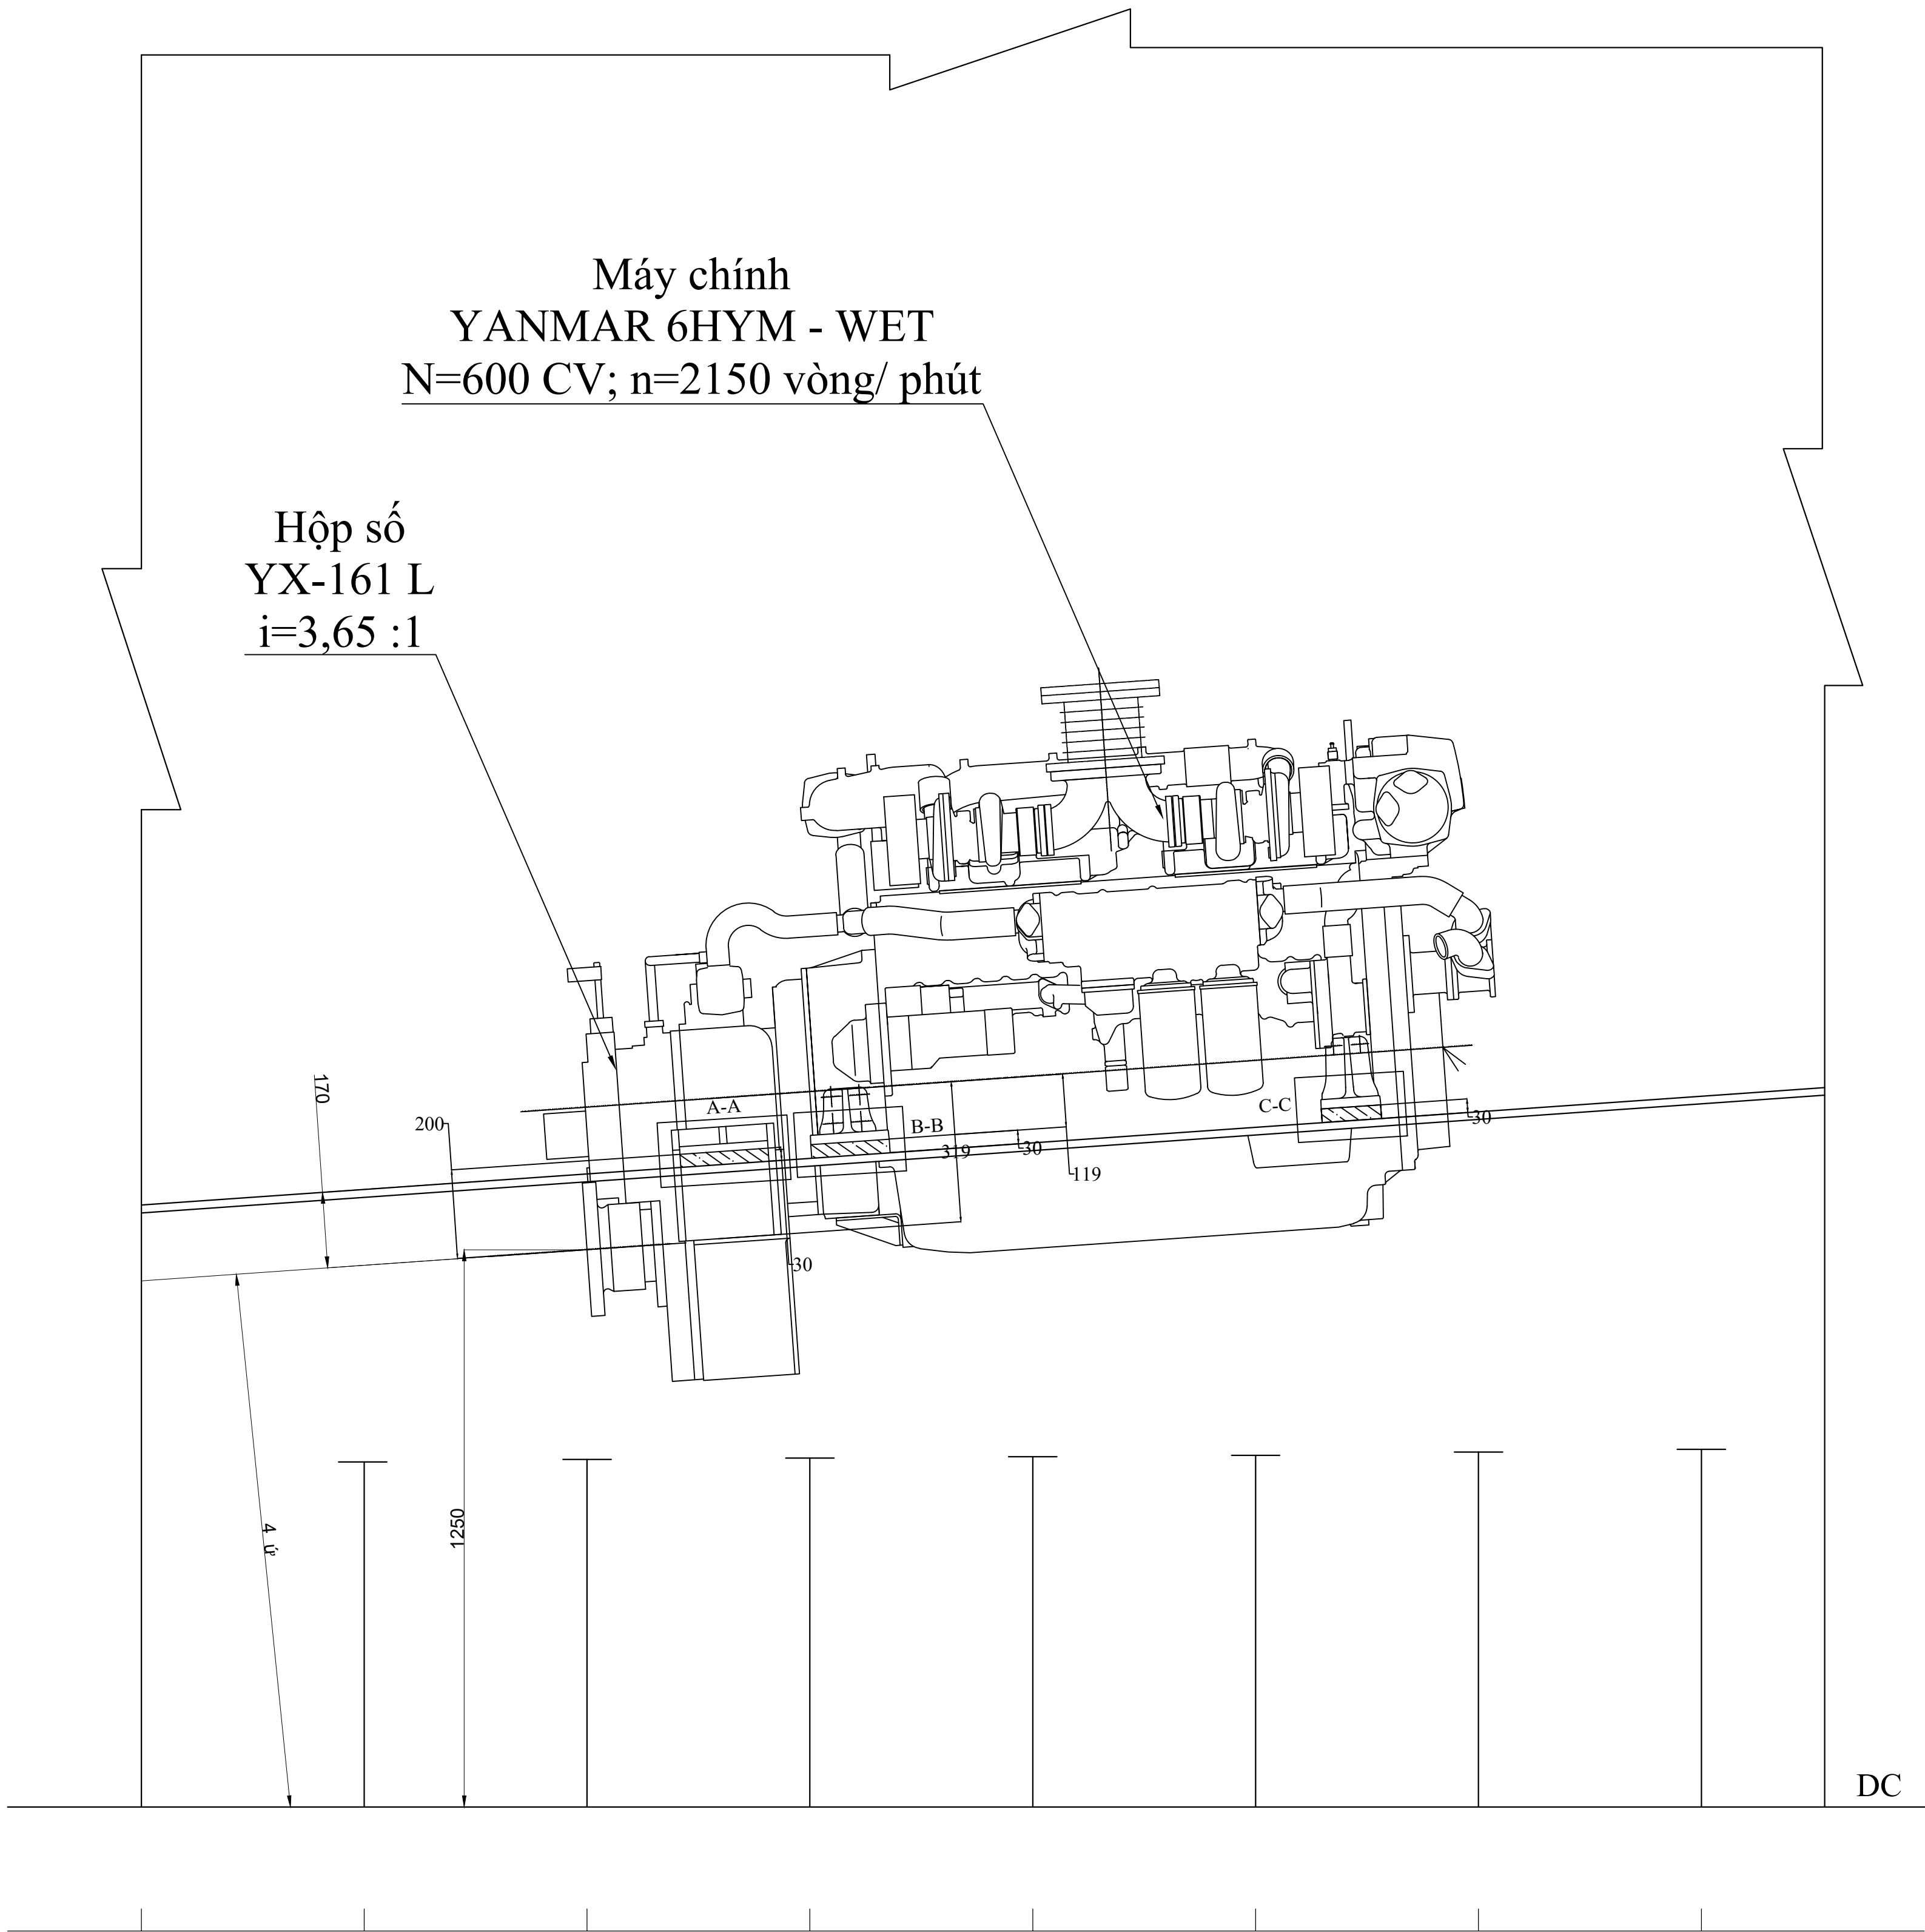 Máy chính
YANMAR 6HYM - WET
N=600 CV; n=2150 vòng/ phút
Hộp số
YX-161 L
i=3,65 :1
170
200
A-A
B-B
C-C
319
30
119
30
30
1250
4 ứ
DC